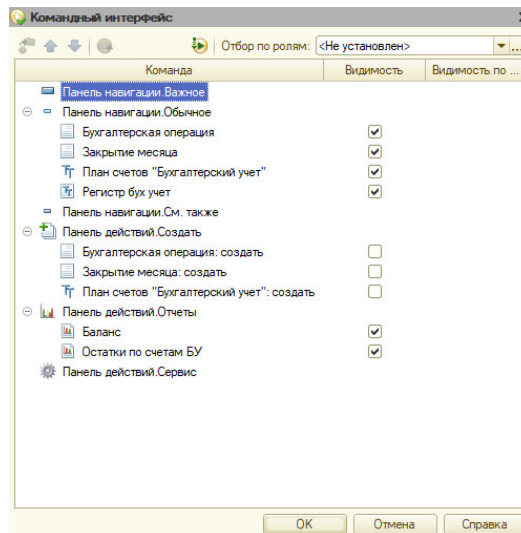 Командный интерфейс
Отбор по ролям: <Не установлен>
Команда Видимость Видимость по ...
Панель навигации.Важное
Панель навигации.Обычное
Бухгалтерская операция
Закрытие месяца
План счетов "Бухгалтерский учет"
Регистр бух учет
Панель навигации.См. также
Панель действий.Создать
Бухгалтерская операция: создать
Закрытие месяца: создать
План счетов "Бухгалтерский учет": создать
Панель действий.Отчеты
Баланс
Остатки по счетам БУ
Панель действий.Сервис
OK Отмена Справка